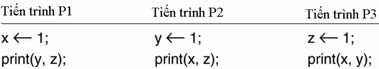 Tiến trình P1 Tiến trình P2 Tiến trình P3
x ⟵ 1; y ⟵ 1; z ⟵ 1;
print(y, z); print(x, z); print(x, y);